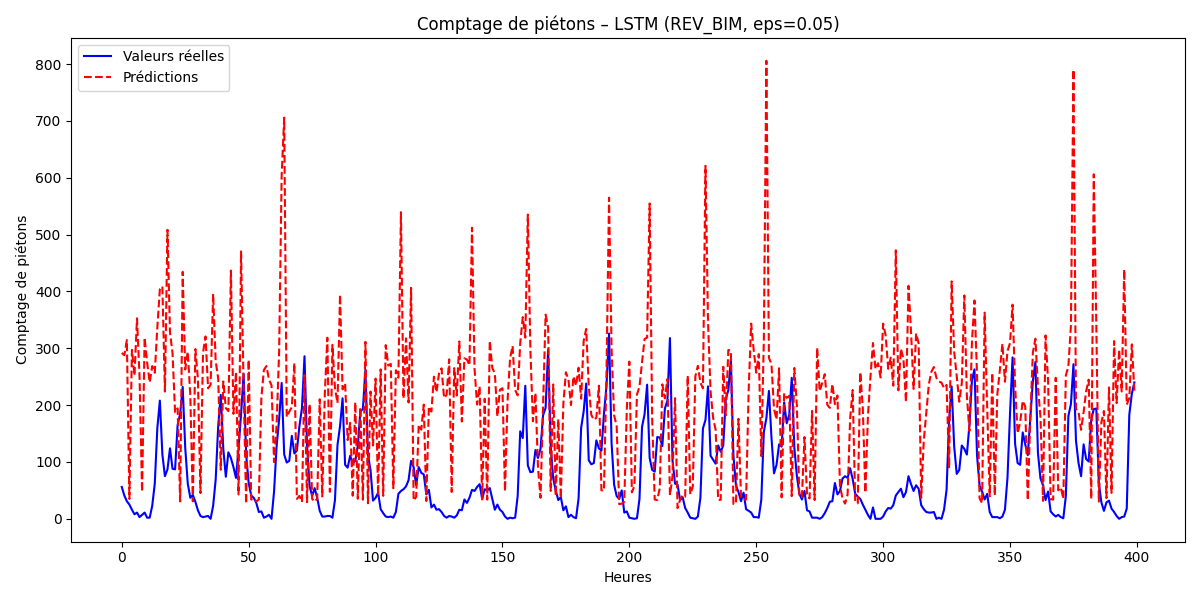 Comptage de piétons – LSTM (REV_BIM, eps=0.05)
Valeurs réelles
Prédictions
Comptage de piétons
800
700
600
500
400
300
200
100
0
0 50 100 150 200 250 300 350 400
Heures